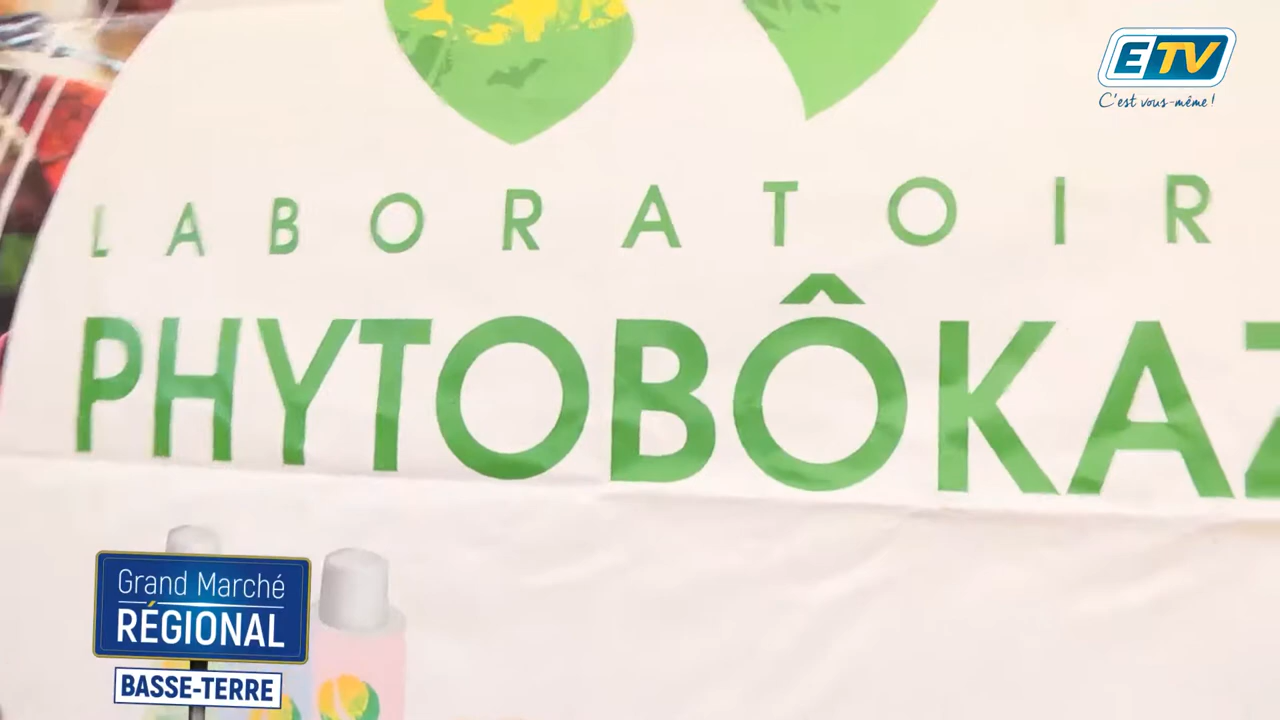 ETV
C'est vous-même !
LABORATOIR
PHYTOBÔKAZ
Grand Marché
RÉGIONAL
BASSE-TERRE